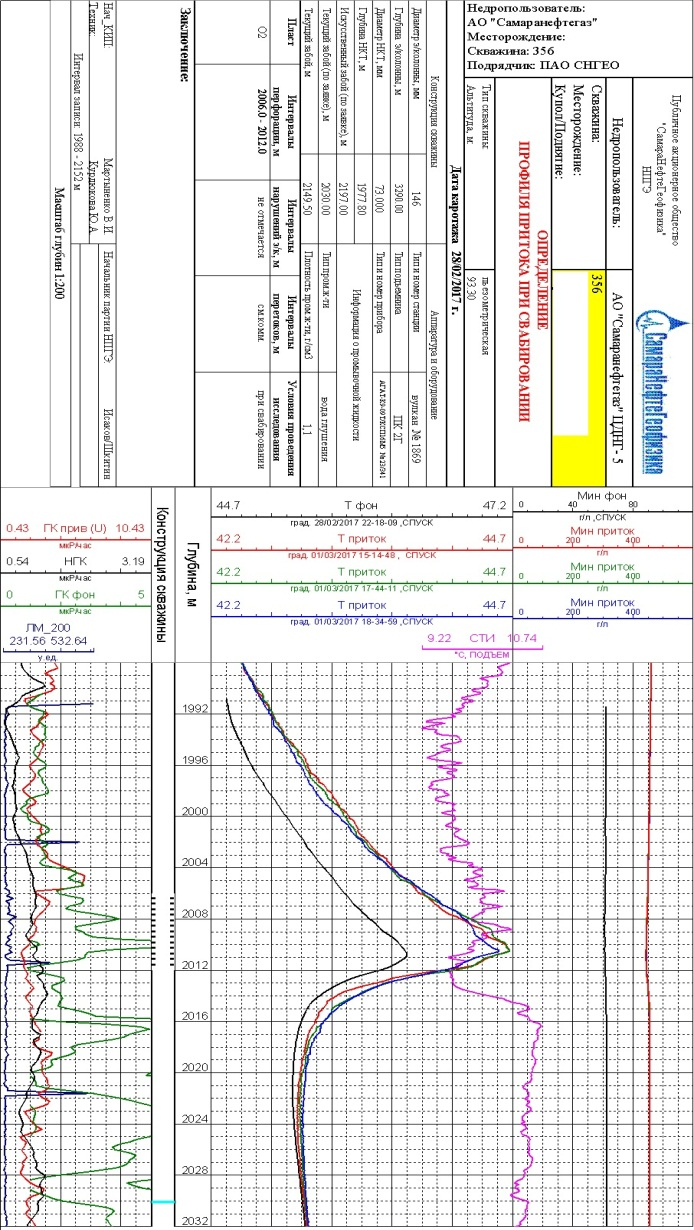 Недропользователь:
АО "Самаранефтегаз"
Месторождение:
Скважина: 356
Подрядчик: ПАО СНГЕО
Публичное акционерное общество
"СамараНефтеГеофизика"
НПГЭ
СамараНефтеГеофизика
Недропользователь:
АО "Самаранефтегаз" ЦДНГ - 5
Скважина:
356
Месторождение:
Купол/Поднятие:
ОПРЕДЕЛЕНИЕ
ПРОФИЛЯ ПРИТОКА ПРИ СВАБИРОВАНИИ
Тип скважины
пьезометрическая
Альтитуда, м:
93.30
Дата каротажа 28/02/2017 г.
Конструкция скважины
Аппаратура и оборудование
Диаметр э/колонны, мм
146
Тип и номер станции
вулкан № 1869
Глубина э/колонны, м
3290.00
Тип подъемника
ПК 2Г
Диаметр НКТ, мм
73.000
Тип и номер прибора
Глубина НКТ, м
1977.80
Информация о промывочной жидкости
Искусственный забой (по заявке), м
2197.00
Текущий забой (по заявке), м
2030.00
Тип пром.ж-ти
вода глушения
Текущий забой, м
2149.50
Плотность пром.ж-ти, г/см3
1,1
Пласт
Интервалы перфорации, м
Интервалы нарушений э/к, м
Интервалы перетоков, м
Условия проведения исследования
О2
2006.0 - 2012.0
не отмечается
см.комм.
при свабировании
Заключение:
Нач. КИП:
Мартыненко В.И.
Начальник партии НПГЭ
Исаков/Шкитин
Техник:
Курдюкова Ю.А.
Интервал записи: 1988 - 2152 м
Масштаб глубин 1:200
Мин фон
0 40 80
г/л ,СПУСК
Мин приток
0 200 400
г/л
Мин приток
0 200 400
г/л
Мин приток
0 200 400
г/л
44.7 Т фон 47.2
град. 28/02/2017 22-18-09 ,СПУСК
42.2 Т приток 44.7
град. 01/03/2017 15-14-48 , СПУСК
42.2 Т приток 44.7
град. 01/03/2017 17-44-11 ,СПУСК
42.2 Т приток 44.7
град. 01/03/2017 18-34-59 ,СПУСК
9.22 СТИ 10.74
°С, ПОДЪЕМ
Глубина, м
Конструкция скважины
0.43 ГК прив (U) 10.43
мкР/час
0.54 НГК 3.19
мкР/час
0 ГК фон 5
мкР/час
ЛМ_200
231.56 532.64
у.ед.
1992
1996
2000
2004
2008
2012
2016
2020
2024
2028
2032